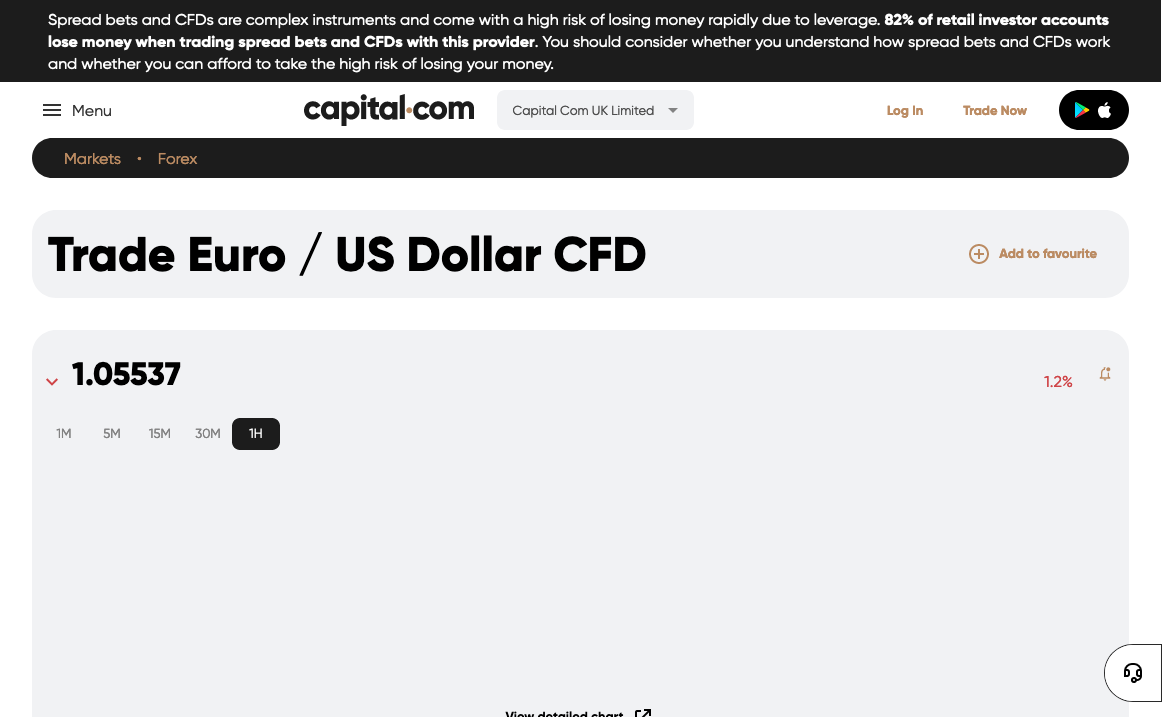 Spread bets and CFDs are complex instruments and come with a high risk of losing money rapidly due to leverage. 82% of retail investor accounts
lose money when trading spread bets and CFDs with this provider. You should consider whether you understand how spread bets and CFDs work
and whether you can afford to take the high risk of losing your money.
Menu
capital.com
Capital Com UK Limited
Log In
Trade Now
Markets • Forex
Trade Euro / US Dollar CFD
Add to favourite
1.05537
1.2%
1M 5M 15M 30M 1H
View detailed chart